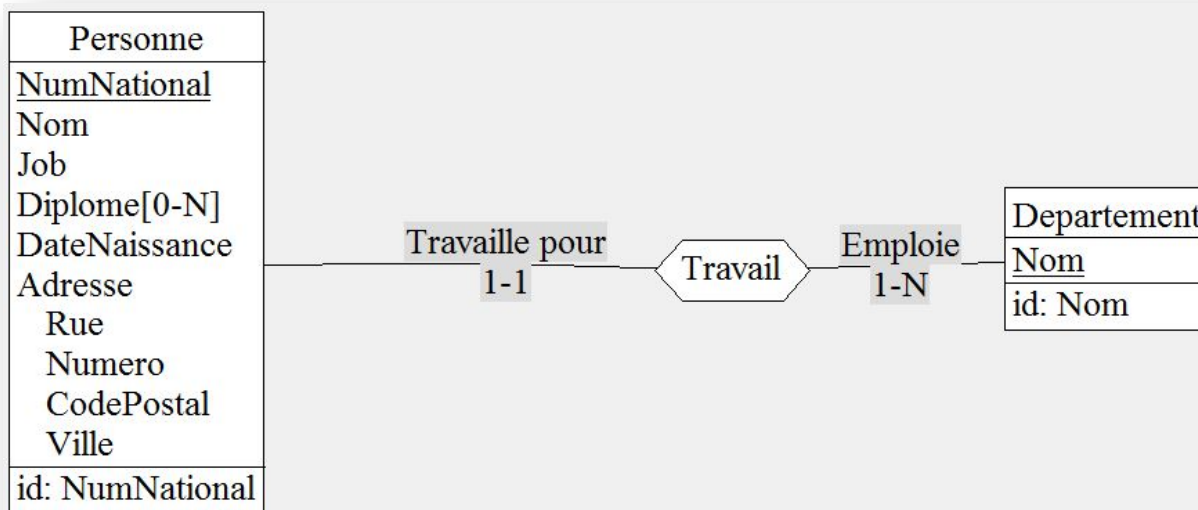 Personne
NumNational
Nom
Job
Diplome[0-N]
DateNaissance
Adresse
Rue
Numero
CodePostal
Ville
id: NumNational
Travaille pour
1-1
Travail
Emploie
1-N
Departement
Nom
id: Nom